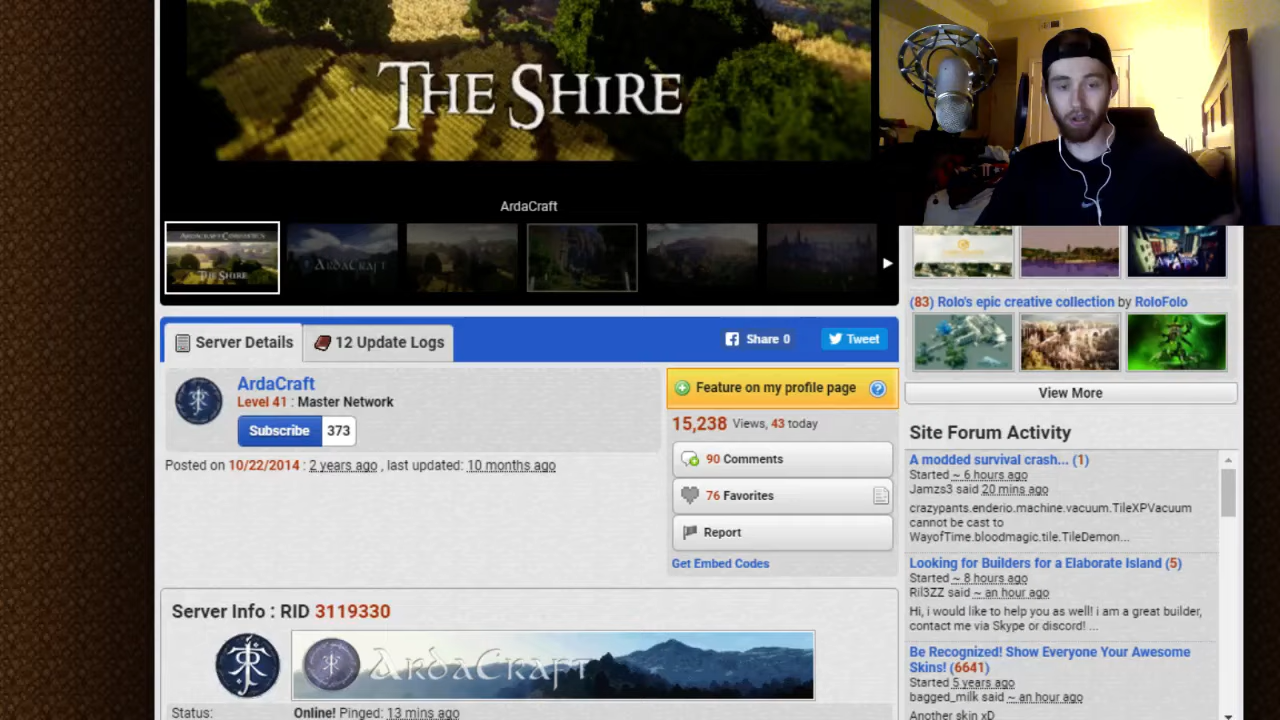 THE SHIRE
ArdaCraft
ARDACRAFT COMMUNITIES
THE SHIRE
ARDACRAFT
(83) Rolo's epic creative collection by RoloFolo
View More
Server Details
12 Update Logs
Share 0
Tweet
ArdaCraft
Level 41 : Master Network
Subscribe 373
Posted on 10/22/2014 : 2 years ago , last updated: 10 months ago
Feature on my profile page ?
15,238 Views, 43 today
90 Comments
76 Favorites
Report
Get Embed Codes
Site Forum Activity
A modded survival crash... (1)
Started ~ 6 hours ago
Jamzs3 said 20 mins ago
crazypants.enderio.machine.vacuum.TileXPVacuum
cannot be cast to
WayofTime.bloodmagic.tile.TileDemon...
Looking for Builders for a Elaborate Island (5)
Started ~ 8 hours ago
Ril3ZZ said ~ an hour ago
Hi, i would like to help you as well! i am a great builder,
contact me via Skype or discord! ...
Be Recognized! Show Everyone Your Awesome
Skins! (6641)
Started 5 years ago
bagged_milk said ~ an hour ago
Another skin xD
Server Info : RID 3119330
ARDACRAFT
Status: Online! Pinged: 13 mins ago